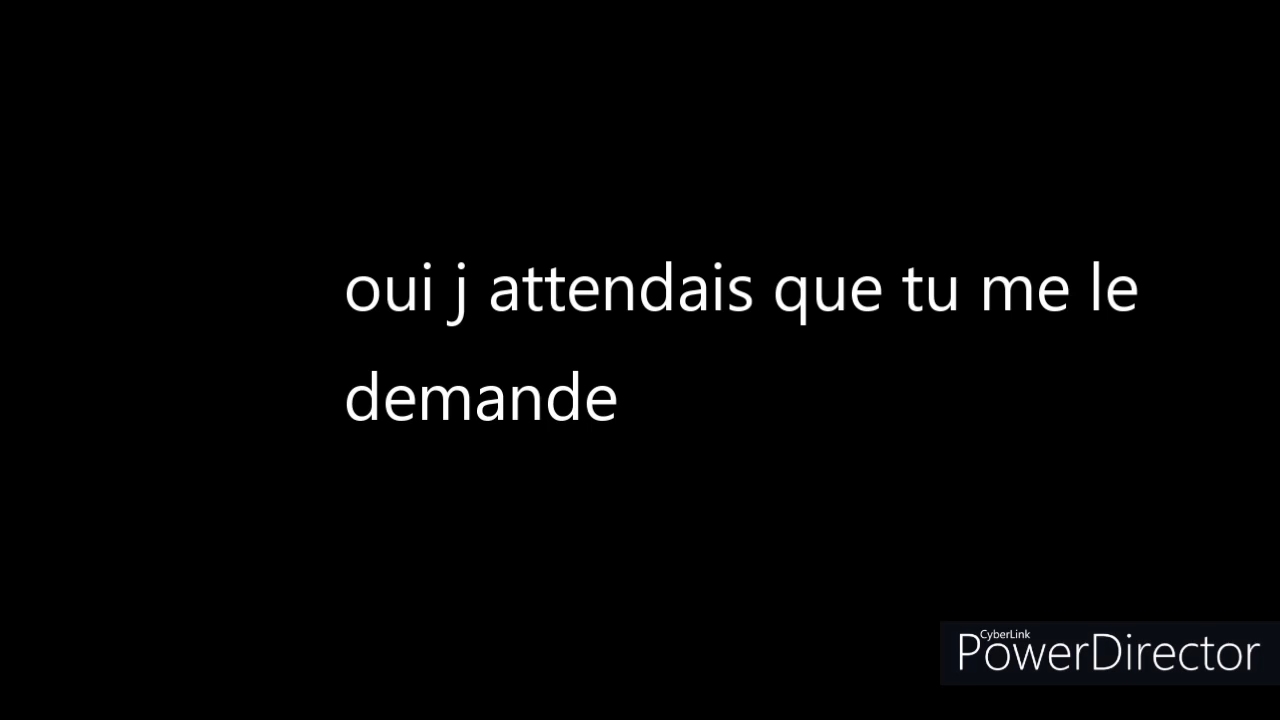 oui j attendais que tu me le
demande
CyberLink
PowerDirector